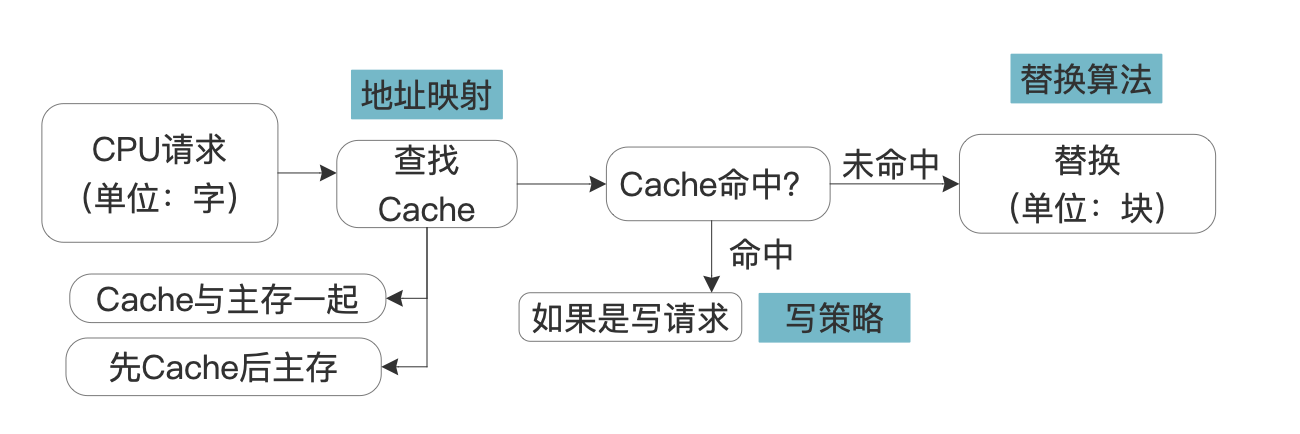 地址映射
替换算法
CPU请求
(单位：字)
查找
Cache
Cache命中？
未命中
替换
(单位：块)
命中
Cache与主存一起
如果是写请求
写策略
先Cache后主存